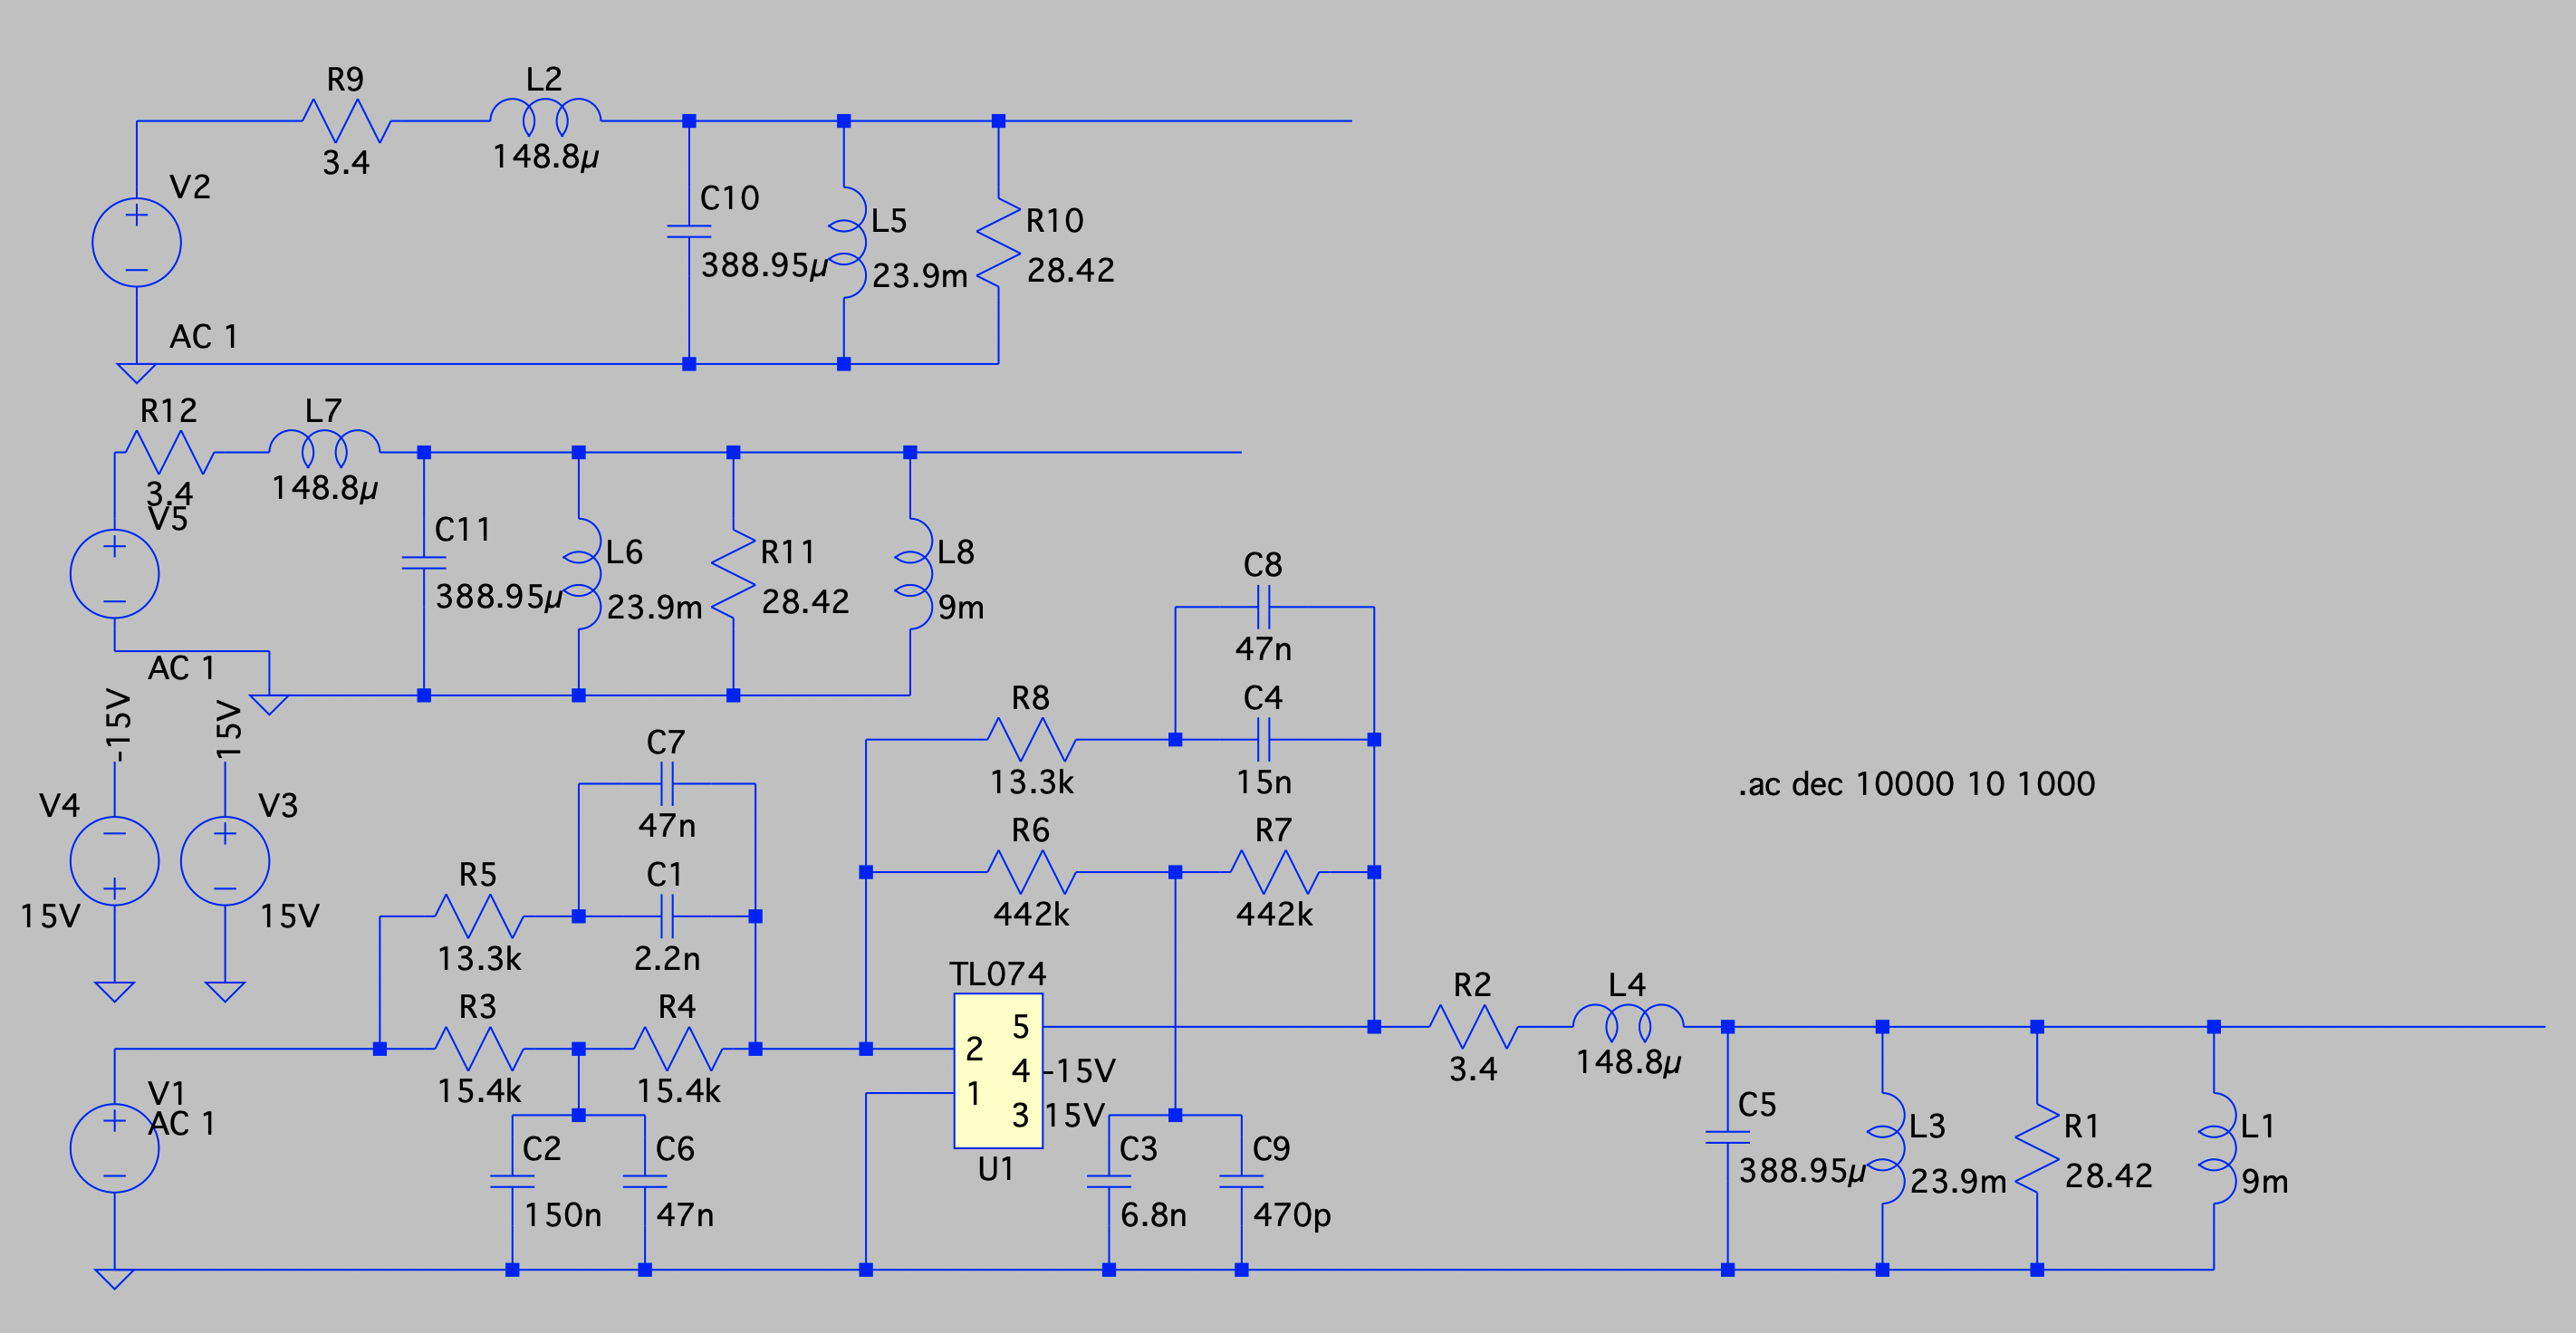 R9
3.4
L2
148.8µ
V2
AC 1
C10
388.95µ
L5
23.9m
R10
28.42
R12
3.4
L7
148.8µ
V5
AC 1
C11
388.95µ
L6
23.9m
R11
28.42
L8
9m
-15V
15V
V4
15V
V3
15V
C8
47n
R8
13.3k
C4
15n
R6
442k
R7
442k
C7
47n
R5
13.3k
C1
2.2n
R3
15.4k
R4
15.4k
V1
AC 1
C2
150n
C6
47n
TL074
5
2
4
-15V
1
3
15V
U1
C3
6.8n
C9
470p
.ac dec 10000 10 1000
R2
3.4
L4
148.8µ
C5
388.95µ
L3
23.9m
R1
28.42
L1
9m